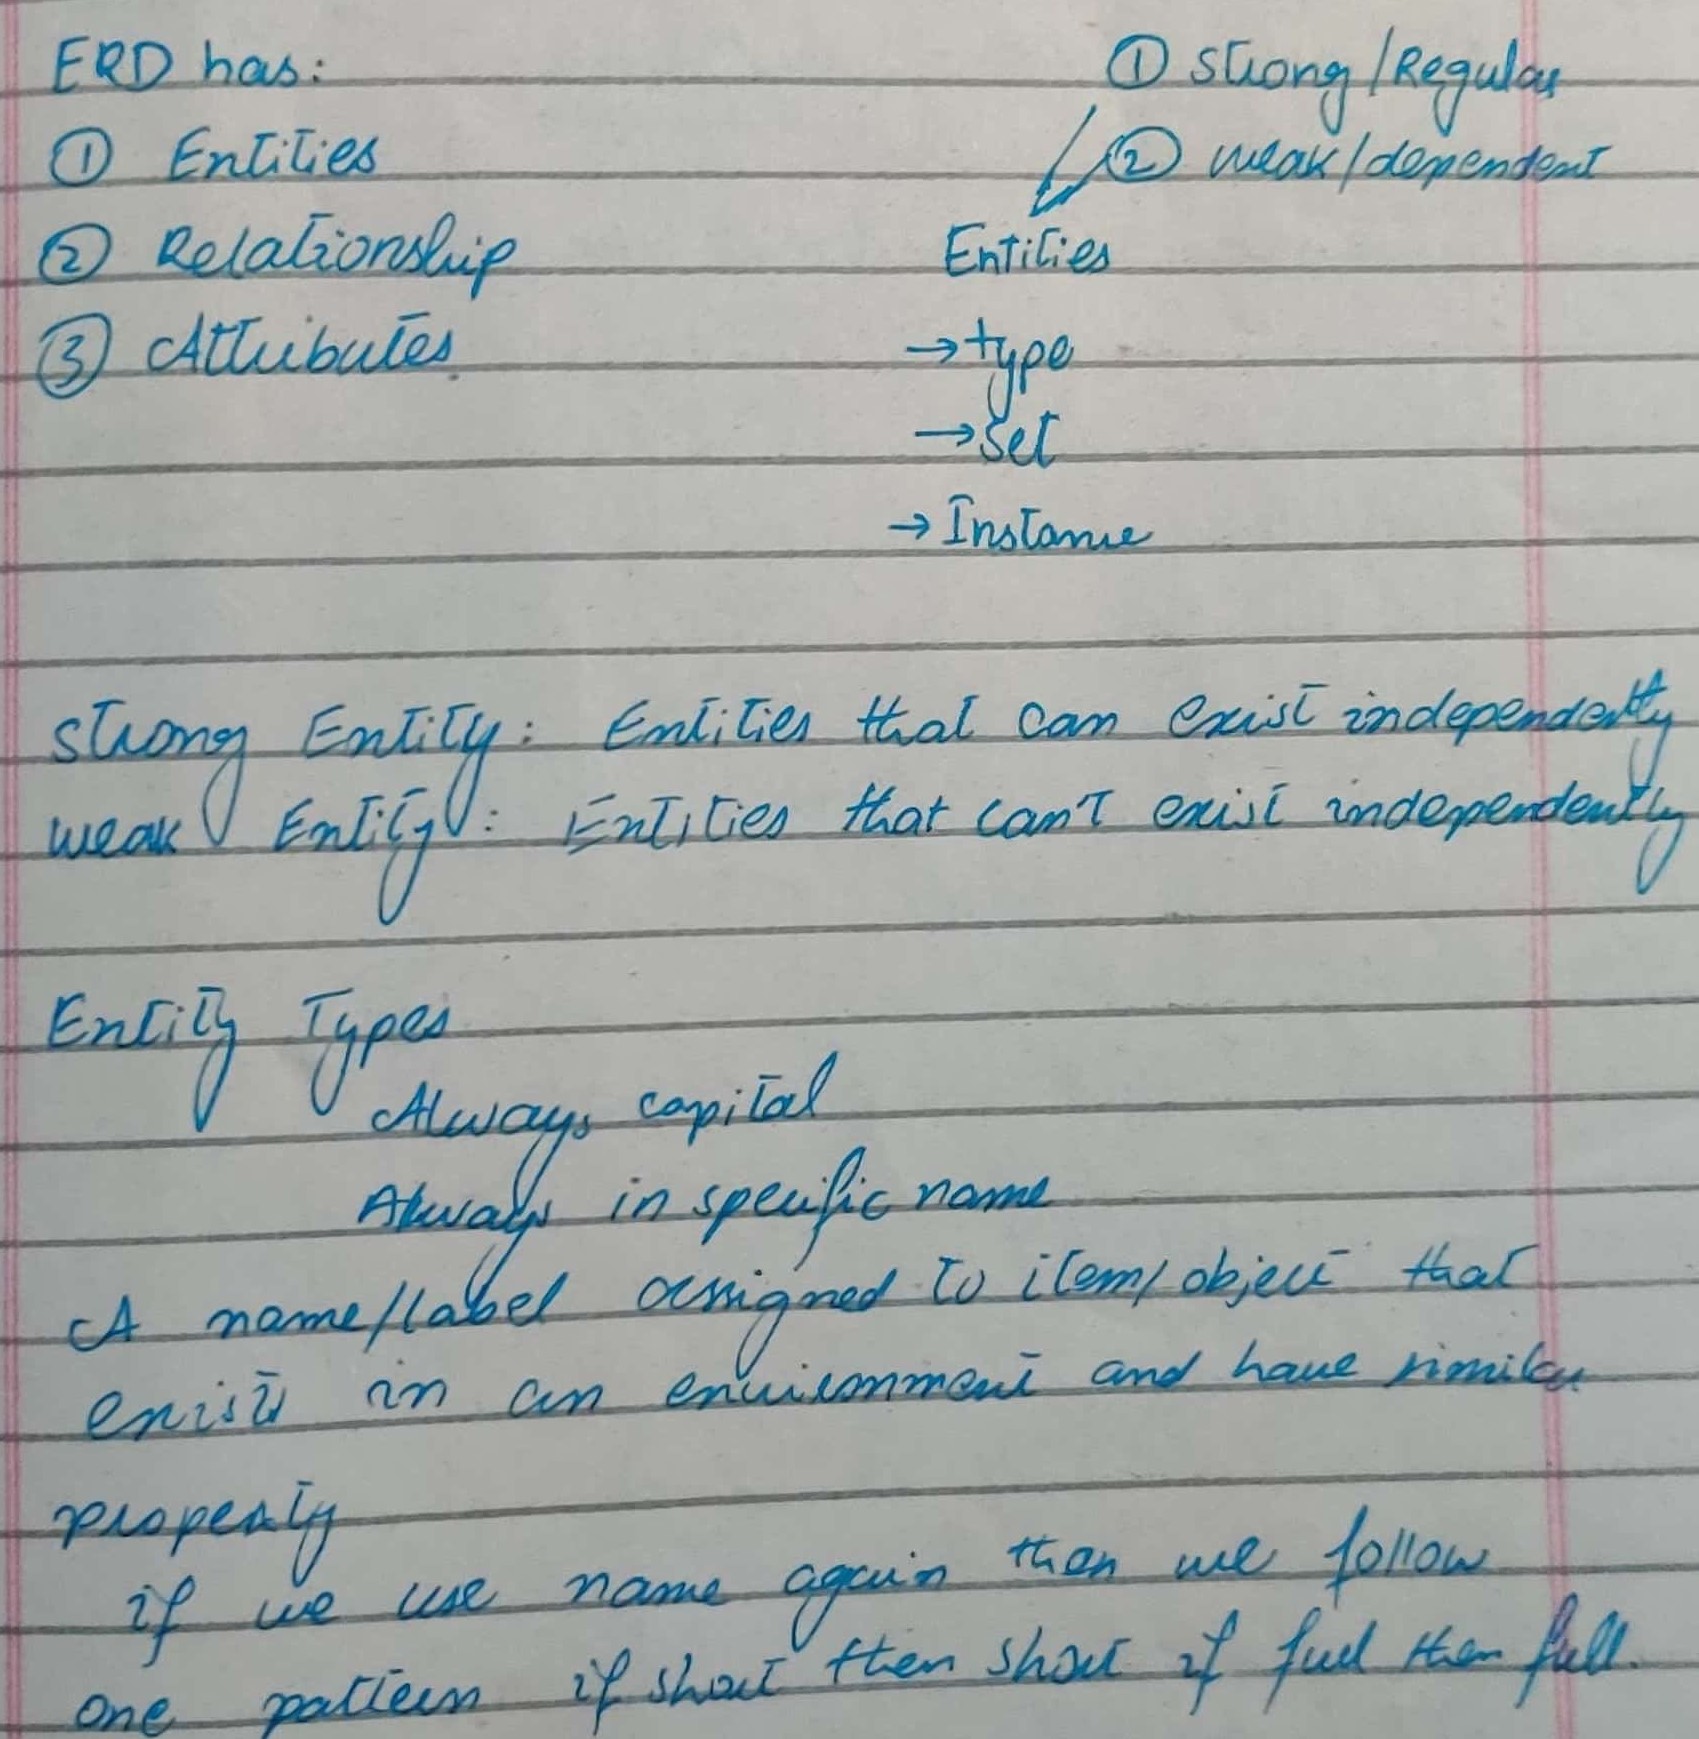 ERD has:
① Entities
② Relationship
③ Attributes
① strong/Regular
② weak/dependent
Entities
→ type
→ set
→ Instance
strong Entity: Entities that can exist independently
weak Entity: Entities that can't exist independently
Entity Types
Always capital
Always in specific name
A name/label assigned to item/object that
exists in an environment and have similar
property
if we use name again then we follow
one pattern if short then short if full then full.